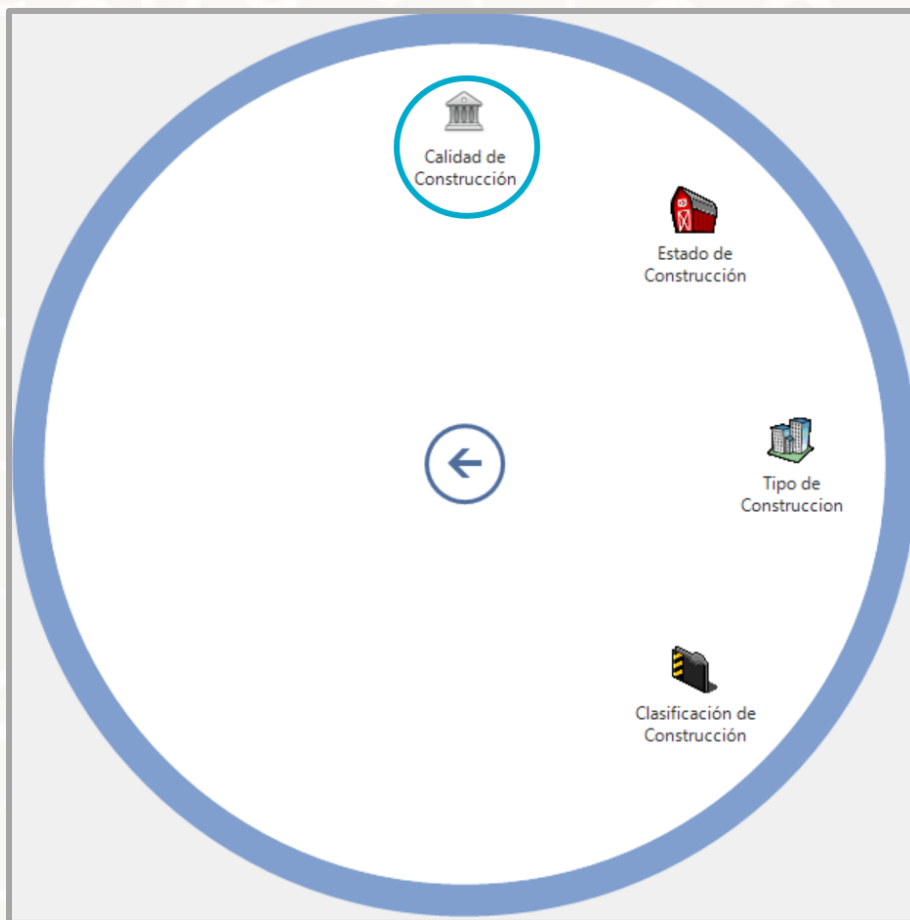 Calidad de
Construcción
Estado de
Construcción
Tipo de
Construccion
Clasificación de
Construcción